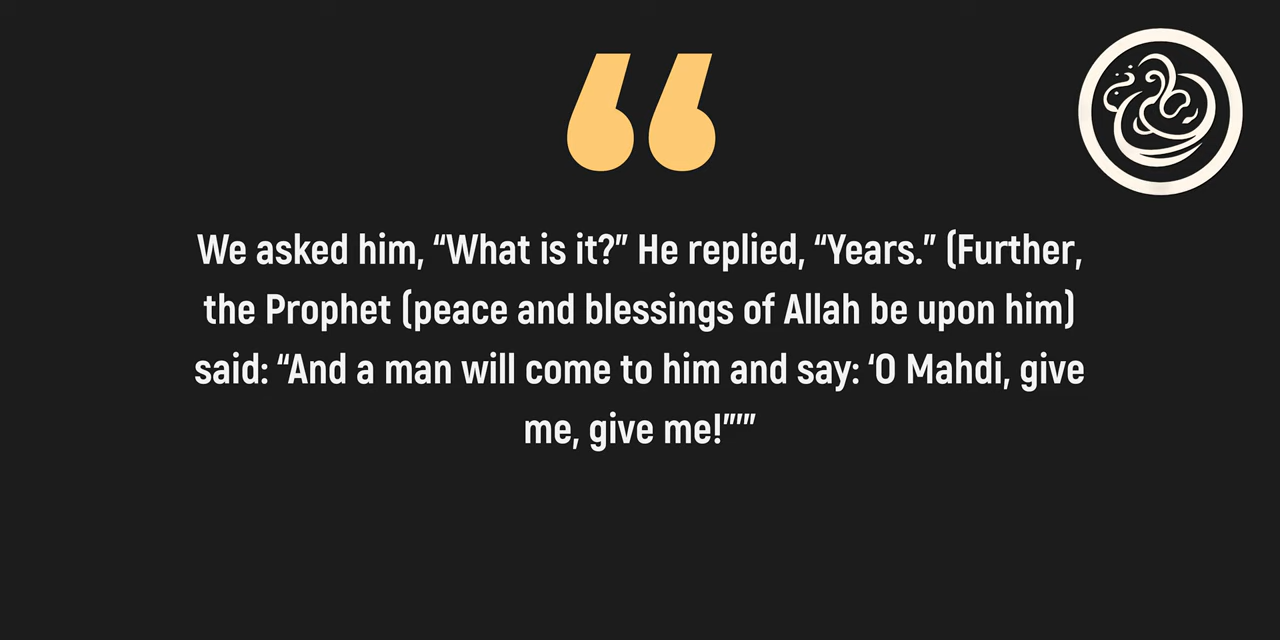 “
We asked him, “What is it?” He replied, “Years.” (Further,
the Prophet (peace and blessings of Allah be upon him)
said: “And a man will come to him and say: ‘O Mahdi, give
me, give me!”””